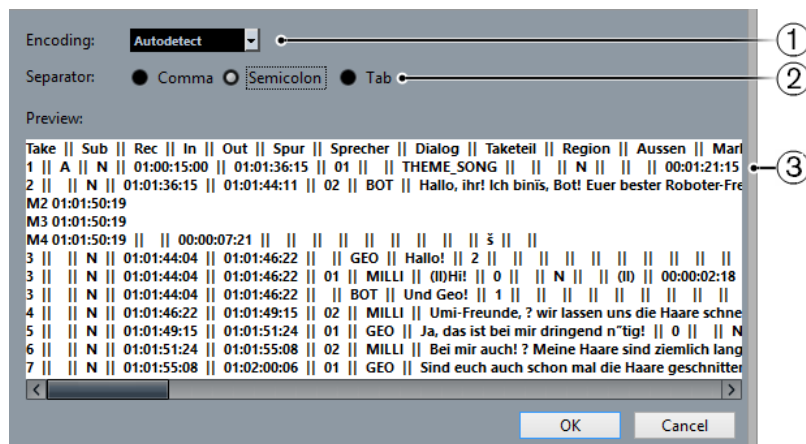 Encoding: Autodetect 1
Separator: Comma Semicolon Tab 2
Preview:
Take || Sub || Rec || In || Out || Spur || Sprecher || Dialog || Taketeil || Region || Aussen || Marl
1 || A || N || 01:00:15:00 || 01:01:36:15 || 01 || || THEME_SONG || || || N || || || 00:01:21:15 3
2 || || N || 01:01:36:15 || 01:01:44:11 || 02 || BOT || Hallo, ihr! Ich binïs, Bot! Euer bester Roboter-Fre
M2 01:01:50:19
M3 01:01:50:19
M4 01:01:50:19 || || 00:00:07:21 || || || || || || || || || š || ||
3 || || N || 01:01:44:04 || 01:01:46:22 || || GEO || Hallo! || 2 || || || || || || || || ||
3 || || N || 01:01:44:04 || 01:01:46:22 || 01 || MILLI || (II)Hi! || 0 || || N || || (II) || 00:00:02:18
3 || || N || 01:01:44:04 || 01:01:46:22 || || BOT || Und Geo! || 1 || || || || || || || ||
4 || || N || 01:01:46:22 || 01:01:49:15 || 02 || MILLI || Umi-Freunde, ? wir lassen uns die Haare schne
5 || || N || 01:01:49:15 || 01:01:51:24 || 01 || GEO || Ja, das ist bei mir dringend n”tig! || 0 || || N
6 || || N || 01:01:51:24 || 01:01:55:08 || 02 || MILLI || Bei mir auch! ? Meine Haare sind ziemlich lang
7 || || N || 01:01:55:08 || 01:02:00:06 || 01 || GEO || Sind euch auch schon mal die Haare geschnitter
OK Cancel